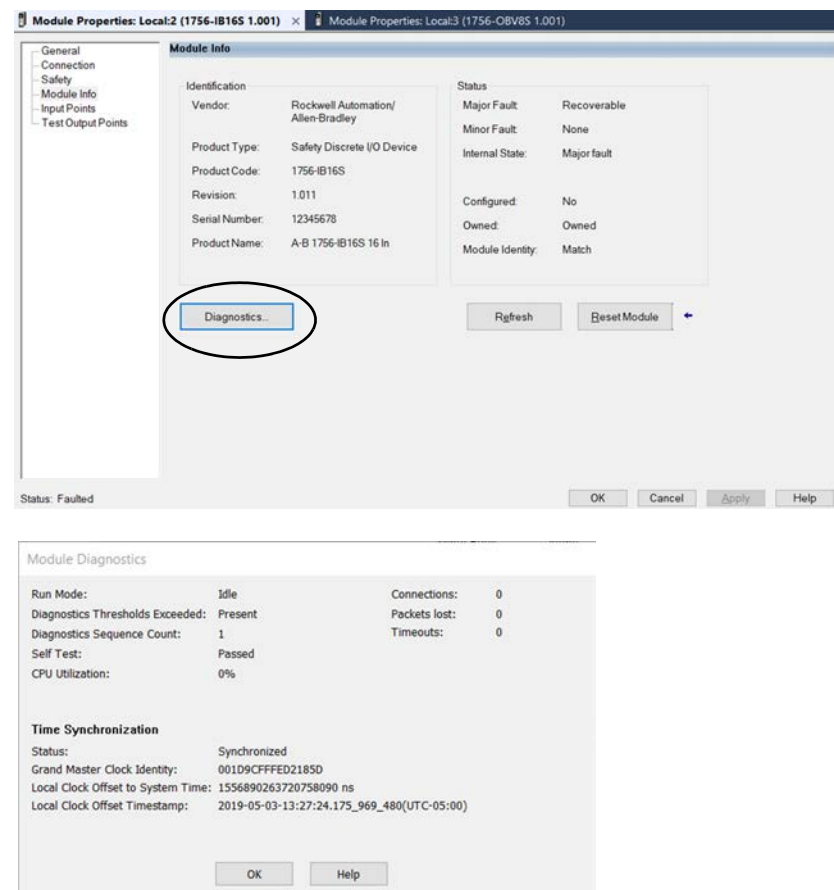 Module Properties: Local:2 (1756-IB16S 1.001) × Module Properties: Local:3 (1756-OBV8S 1.001)
General
Connection
Safety
Module Info
Input Points
Test Output Points
Module Info
Identification
Vendor: Rockwell Automation/
Allen-Bradley
Product Type: Safety Discrete I/O Device
Product Code: 1756-IB16S
Revision: 1.011
Serial Number: 12345678
Product Name: A-B 1756-IB16S 16 In
Status
Major Fault: Recoverable
Minor Fault: None
Internal State: Major fault
Configured: No
Owned: Owned
Module Identity: Match
Diagnostics... Refresh Reset Module
Status: Faulted OK Cancel Apply Help
Module Diagnostics
Run Mode: Idle Connections: 0
Diagnostics Thresholds Exceeded: Present Packets lost: 0
Diagnostics Sequence Count: 1 Timeouts: 0
Self Test: Passed
CPU Utilization: 0%
Time Synchronization
Status: Synchronized
Grand Master Clock Identity: 001D9CFFFED2185D
Local Clock Offset to System Time: 1556890263720758090 ns
Local Clock Offset Timestamp: 2019-05-03-13:27:24.175_969_480(UTC-05:00)
OK Help